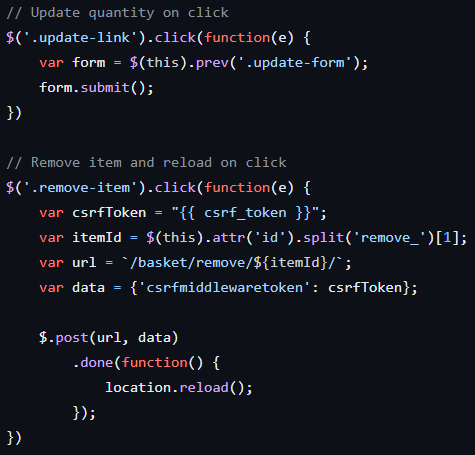 // Update quantity on click
$('.update-link').click(function(e) {
    var form = $(this).prev('.update-form');
    form.submit();
})

// Remove item and reload on click
$('.remove-item').click(function(e) {
    var csrfToken = "{{ csrf_token }}";
    var itemId = $(this).attr('id').split('remove_')[1];
    var url = `/basket/remove/${itemId}/`;
    var data = {'csrfmiddlewaretoken': csrfToken};

    $.post(url, data)
        .done(function() {
            location.reload();
        });
})